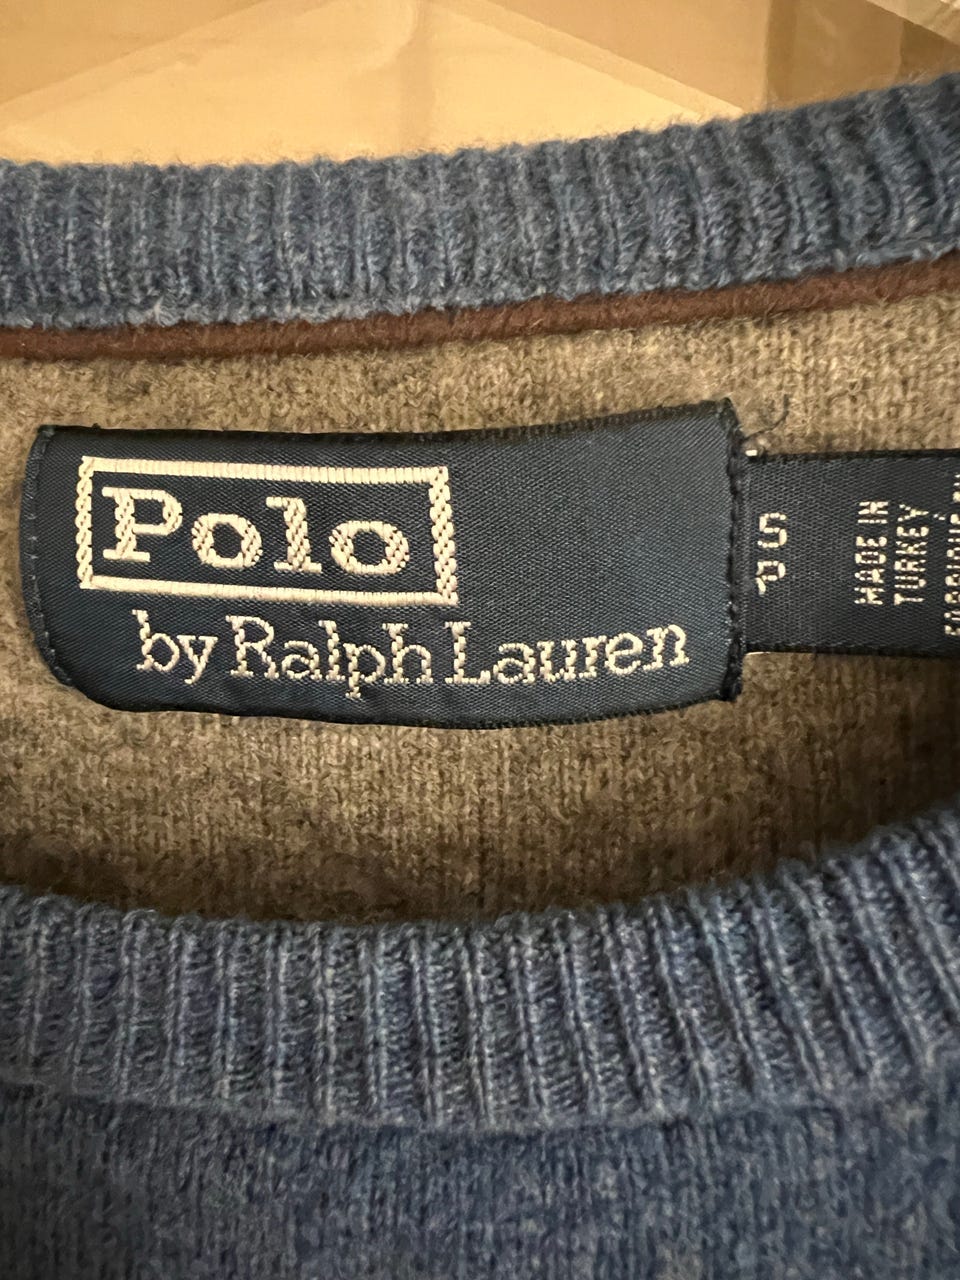 Polo
by Ralph Lauren
MADE IN
TURKEY